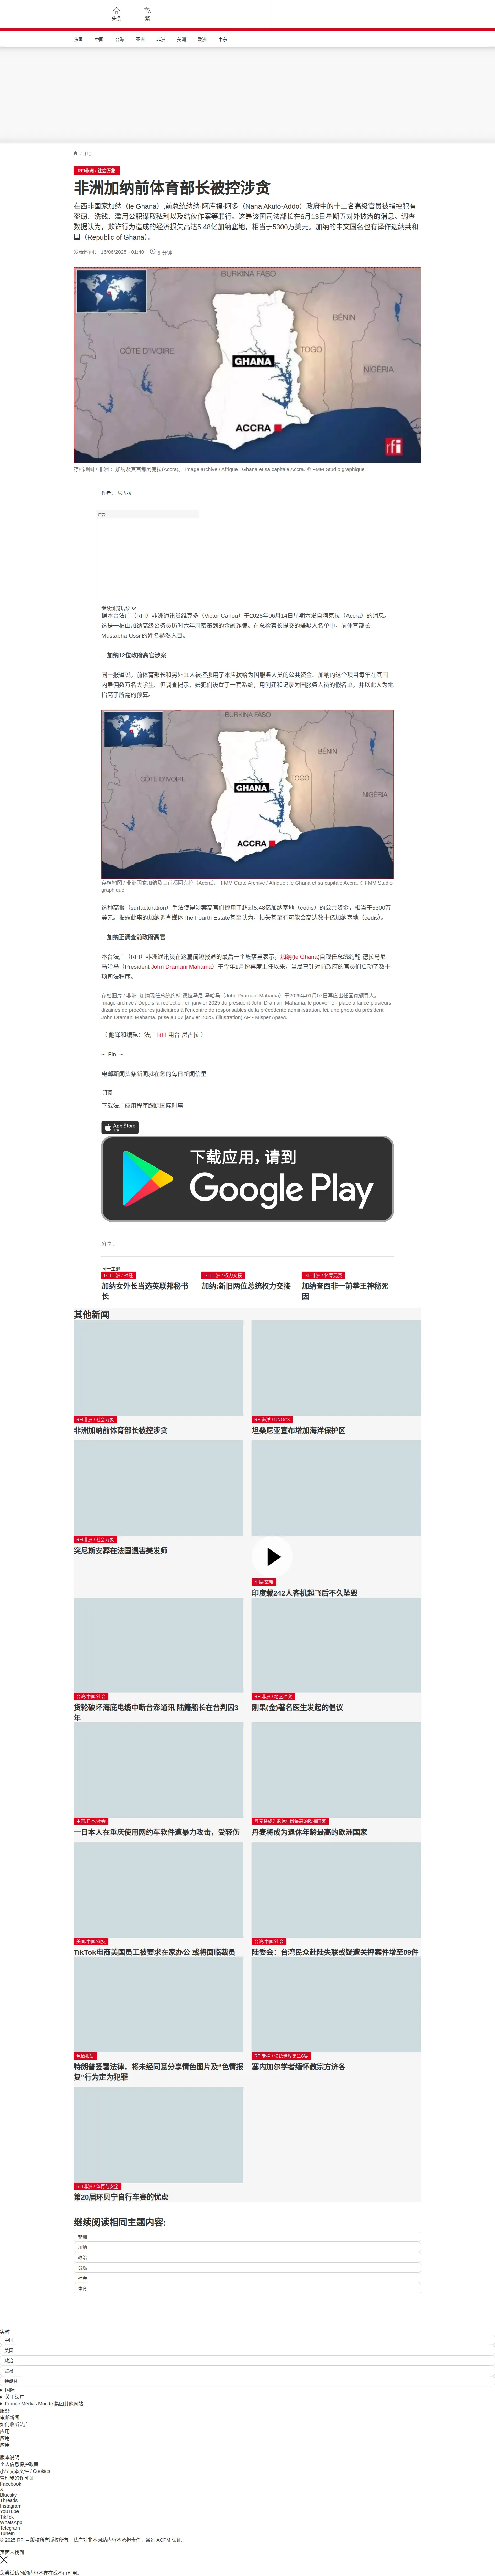 头条
繁
法国
中国
台海
亚洲
非洲
美洲
欧洲
中东
/ 社会
RFI非洲 / 社会万象
非洲加纳前体育部长被控涉贪
在西非国家加纳（le Ghana）,前总统纳纳·阿库福-阿多（Nana Akufo-Addo）政府中的十二名高级官员被指控犯有
盗窃、洗钱、滥用公职谋取私利以及结伙作案等罪行。这是该国司法部长在6月13日星期五对外披露的消息。调查
认为，欺诈行为造成的经济损失高达5.48亿加纳塞地，相当于5300万美元。加纳的中文国名也有译作迦納共和
国（Republic of Ghana）。
发表时间： 16/06/2025 - 01:40
6 分钟
BURKINA FASO
BÉNIN
CÔTE D'IVOIRE
TOGO
GHANA
NIGÉRIA
ACCRA
rfi
存档地图 / 非洲 ：加纳及其首都阿克拉(Accra)。 Image archive / Afrique : Ghana et sa capitale Accra. © FMM Studio graphique
作者： 尼古拉
广告
继续浏览后续
据本台法广（RFI）非洲通讯员维克多（Victor Cariou）于2025年06月14日星期六发自阿克拉（Accra）的消息。
这是一桩由加纳高级公务员历时六年周密策划的金融诈骗。在总检察长提交的嫌疑人名单中，前体育部长
Mustapha Ussif的姓名赫然入目。
-- 加纳12位政府高官涉案 -
同一报道说，前体育部长和另外11人被控挪用了本应拨给为国服务人员的公共资金。加纳的这个项目每年在其国
内雇佣数万名大学生。但调查揭示，嫌犯们设置了一套系统，用创建和记录为国服务人员的假名单，并以此人为地
抬高了所需的预算。
BURKINA FASO
BÉNIN
CÔTE D'IVOIRE
TOGO
GHANA
NIGÉRIA
ACCRA
存档地图 / 非洲国家加纳及其首都阿克拉（Accra）。 FMM Carte Archive / Afrique : le Ghana et sa capitale Accra. © FMM Studio
graphique
这种高报（surfacturation）手法使得涉案高官们挪用了超过5.48亿加纳塞地（cedis）的公共资金，相当于5300万
美元。揭露此事的加纳调查媒体The Fourth Estate甚至认为，损失甚至有可能会高达数十亿加纳塞地（cedis）。
-- 加纳正调查前政府高官 -
本台法广（RFI）非洲通讯员在这篇简短报道的最后一个段落里表示，加纳(le Ghana)自现任总统约翰·德拉马尼·
马哈马（Président John Dramani Mahama）于今年1月份再度上任以来，当局已针对前政府的官员们启动了数十
项司法程序。
存档图片 / 非洲_加纳现任总统约翰·德拉马尼·马哈马（John Dramani Mahama）于2025年01月07日再度出任国家领导人。
Image archive / Depuis la réélection en janvier 2025 du président John Dramani Mahama, le pouvoir en place a lancé plusieurs
dizaines de procédures judiciaires à l'encontre de responsables de la précédente administration. Ici, une photo du président
John Dramani Mahama, prise au 07 janvier 2025. (illustration) AP - Misper Apawu
（ 翻译和编辑：法广 RFI 电台 尼古拉 ）
~. Fin .~
电邮新闻头条新闻就在您的每日新闻信里
订阅
下载法广应用程序跟踪国际时事
App Store
下载应用，请到
Google Play
分享 :
同一主题
RFI非洲 / 社经
加纳女外长当选英联邦秘书
长
RFI非洲 / 权力交接
加纳:新旧两位总统权力交接
RFI非洲 / 体育赏赛
加纳查西非一前拳王神秘死
因
其他新闻
RFI非洲 / 社会万象
非洲加纳前体育部长被控涉贪
RFI海洋 / UNOC3
坦桑尼亚宣布增加海洋保护区
RFI非洲 / 社会万象
突尼斯安葬在法国遇害美发师
印度/空难
印度载242人客机起飞后不久坠毁
台湾/中国/社会
货轮破坏海底电缆中断台澎通讯 陆籍船长在台判囚3
年
RFI非洲 / 地区冲突
刚果(金)著名医生发起的倡议
中国/日本/社会
一日本人在重庆使用网约车软件遭暴力攻击，受轻伤
丹麦将成为退休年龄最高的欧洲国家
丹麦将成为退休年龄最高的欧洲国家
美国/中国/科技
TikTok电商美国员工被要求在家办公 或将面临裁员
台湾/中国/社会
陆委会：台湾民众赴陆失联或疑遭关押案件增至89件
色情报复
特朗普签署法律，将未经同意分享情色图片及“色情报
复”行为定为犯罪
RFI专栏 / 法语世界第116集
塞内加尔学者缅怀教宗方济各
RFI非洲 / 体育与安全
第20届环贝宁自行车赛的忧虑
继续阅读相同主题内容:
非洲
加纳
政治
贪腐
社会
体育
实时
中国
美国
政治
贸易
特朗普
国际
关于法广
France Médias Monde 集团其他网站
服务
电邮新闻
如何收听法广
应用
应用
应用
版本说明
个人信息保护政策
小型文本文件 / Cookies
管理我的许可证
Facebook
X
Bluesky
Threads
Instagram
YouTube
TikTok
WhatsApp
Telegram
TuneIn
© 2025 RFI – 版权所有版权所有。法广对非本网站内容不承担责任。通过 ACPM 认证。
页面未找到
您尝试访问的内容不存在或不再可用。